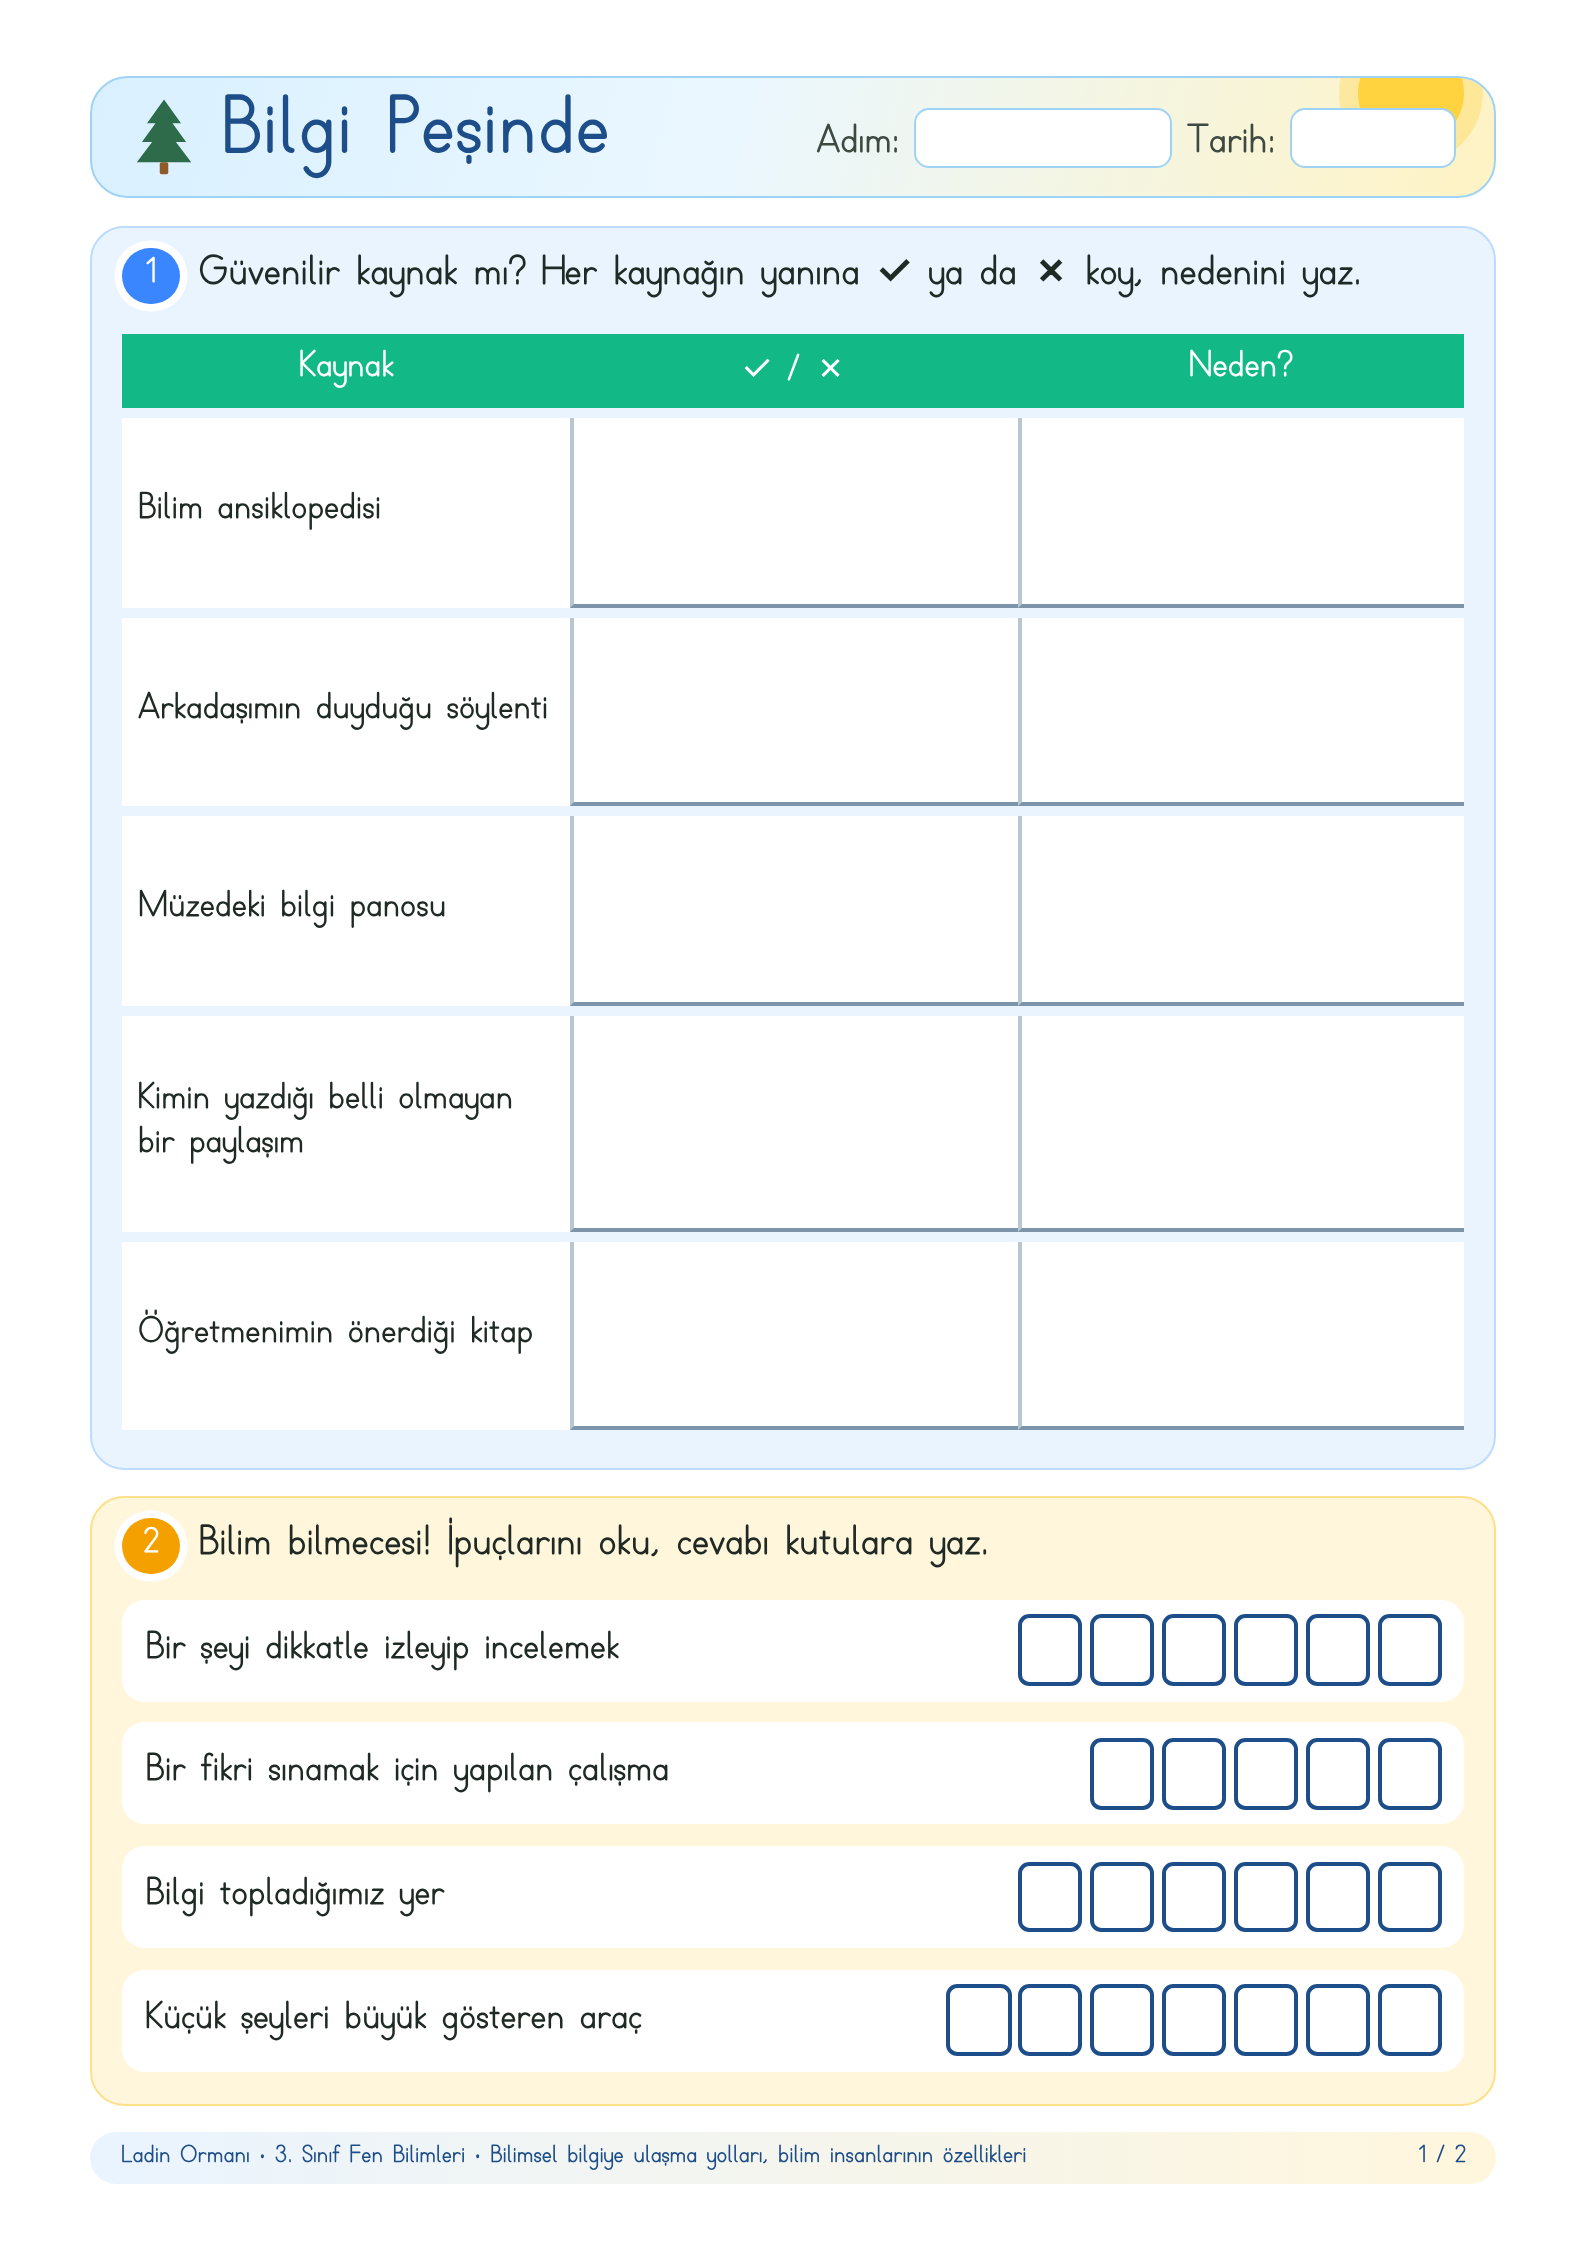 Bilgi Peşinde
Adım: Tarih:
1 Güvenilir kaynak mı? Her kaynağın yanına ✓ ya da ✕ koy, nedenini yaz.
Kaynak ✓ / ✕ Neden?
Bilim ansiklopedisi
Arkadaşımın duyduğu söylenti
Müzedeki bilgi panosu
Kimin yazdığı belli olmayan
bir paylaşım
Öğretmenimin önerdiği kitap
2 Bilim bilmecesi! İpuçlarını oku, cevabı kutulara yaz.
Bir şeyi dikkatle izleyip incelemek
Bir fikri sınamak için yapılan çalışma
Bilgi topladığımız yer
Küçük şeyleri büyük gösteren araç
Ladin Ormanı • 3. Sınıf Fen Bilimleri • Bilimsel bilgiye ulaşma yolları, bilim insanlarının özellikleri 1 / 2